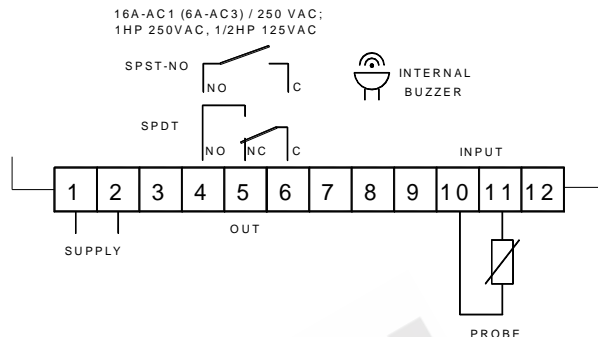 16A-AC1 (6A-AC3) / 250 VAC;
1HP 250VAC, 1/2HP 125VAC
SPST-NO
NO C
INTERNAL
BUZZER
SPDT
NO NC C
INPUT
1 2 3 4 5 6 7 8 9 10 11 12
OUT
SUPPLY
PROBE